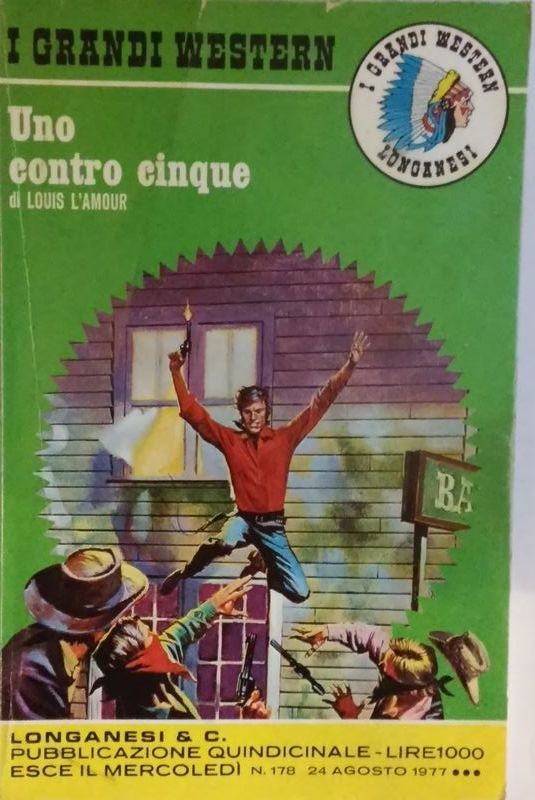 I GRANDI WESTERN
I GRANDI WESTERN
LONGANESI
Uno
contro cinque
di LOUIS L'AMOUR
BA
LONGANESI & C.
PUBBLICAZIONE QUINDICINALE - LIRE 1000
ESCE IL MERCOLEDÌ N. 178 24 AGOSTO 1977 •••